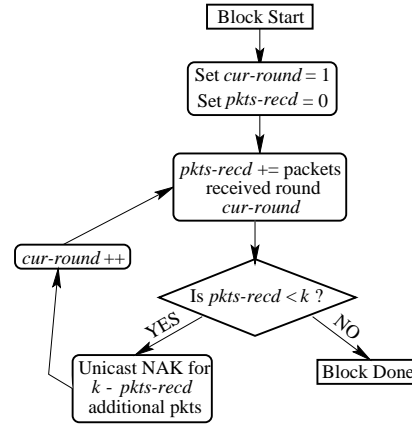 Block Start
Set cur-round = 1
Set pkts-recd = 0
pkts-recd += packets
received round
cur-round
cur-round ++
Is pkts-recd < k ?
YES
NO
Unicast NAK for
k - pkts-recd
additional pkts
Block Done